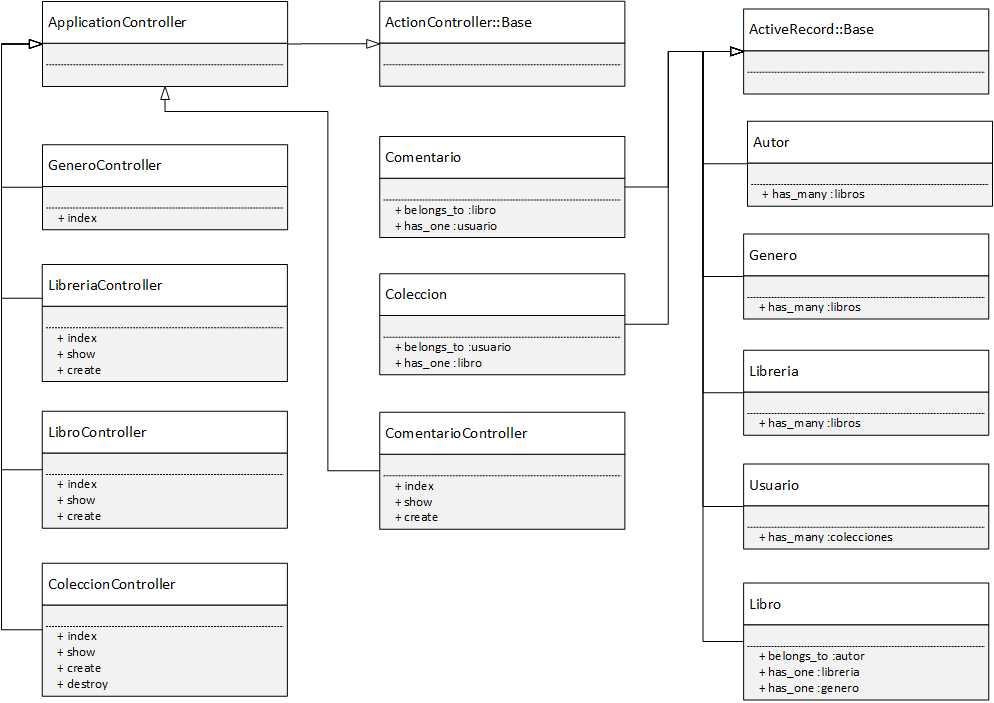 ApplicationController
GeneroController
+ index
LibreriaController
+ index
+ show
+ create
LibroController
+ index
+ show
+ create
ColeccionController
+ index
+ show
+ create
+ destroy
ActionController::Base
Comentario
+ belongs_to :libro
+ has_one :usuario
Coleccion
+ belongs_to :usuario
+ has_one :libro
ComentarioController
+ index
+ show
+ create
ActiveRecord::Base
Autor
+ has_many :libros
Genero
+ has_many :libros
Libreria
+ has_many :libros
Usuario
+ has_many :colecciones
Libro
+ belongs_to :autor
+ has_one :libreria
+ has_one :genero